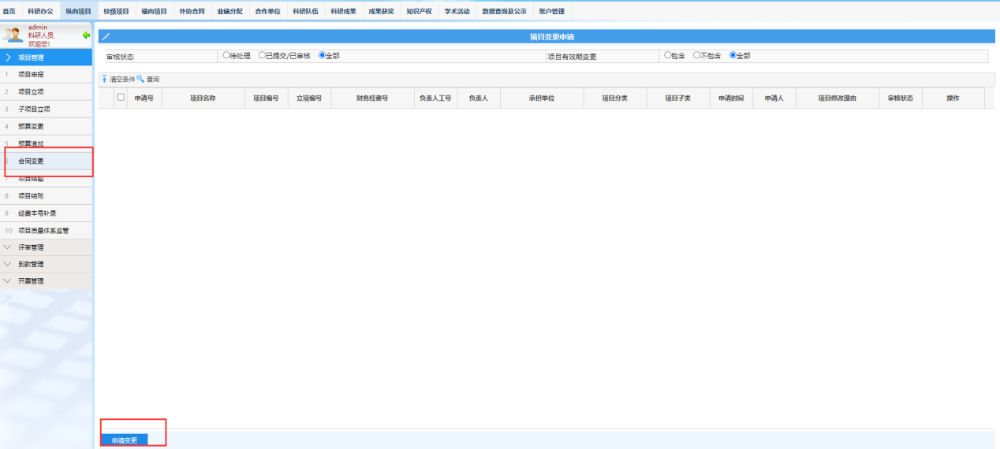 首页 科研办公 纵向项目 校级项目 横向项目 外协合同 业绩分配 合作单位 科研队伍 科研成果 成果获奖 知识产权 学术活动 数据查询及公示 账户管理
admin
科研人员
欢迎您!
项目管理
1 项目申报
2 项目立项
3 子项目立项
4 预算变更
5 预算追加
6 合同变更
7 项目结题
8 项目结账
9 经费本号补录
10 项目质量体系监管
评审管理
到款管理
开票管理
项目变更申请
审核状态 待处理 已提交/已审核 全部 项目有效期变更 包含 不包含 全部
清空条件 查询
申请号 项目名称 项目编号 立项编号 财务经费号 负责人工号 负责人 承担单位 项目分类 项目子类 申请时间 申请人 项目修改理由 审核状态 操作
申请变更